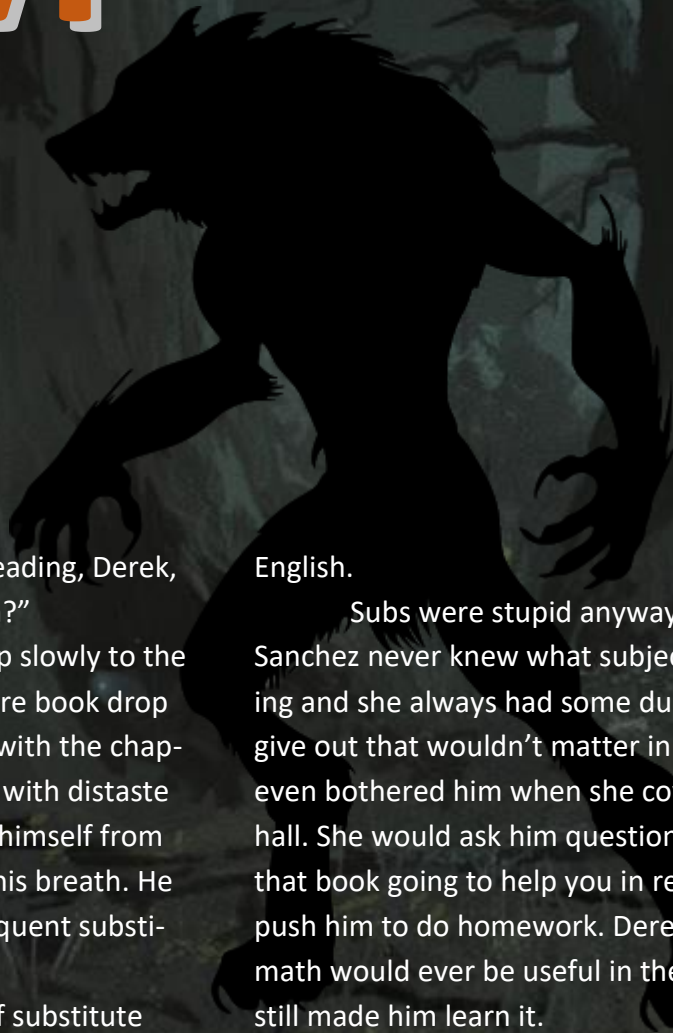 eading, Derek,
?”
p slowly to the
re book drop
with the chap-
with distaste
himself from
his breath. He
quent substi-
f substitute
English.
Subs were stupid anyway
Sanchez never knew what subjec
ing and she always had some du
give out that wouldn’t matter in
even bothered him when she co
hall. She would ask him question
that book going to help you in re
push him to do homework. Dere
math would ever be useful in the
still made him learn it.